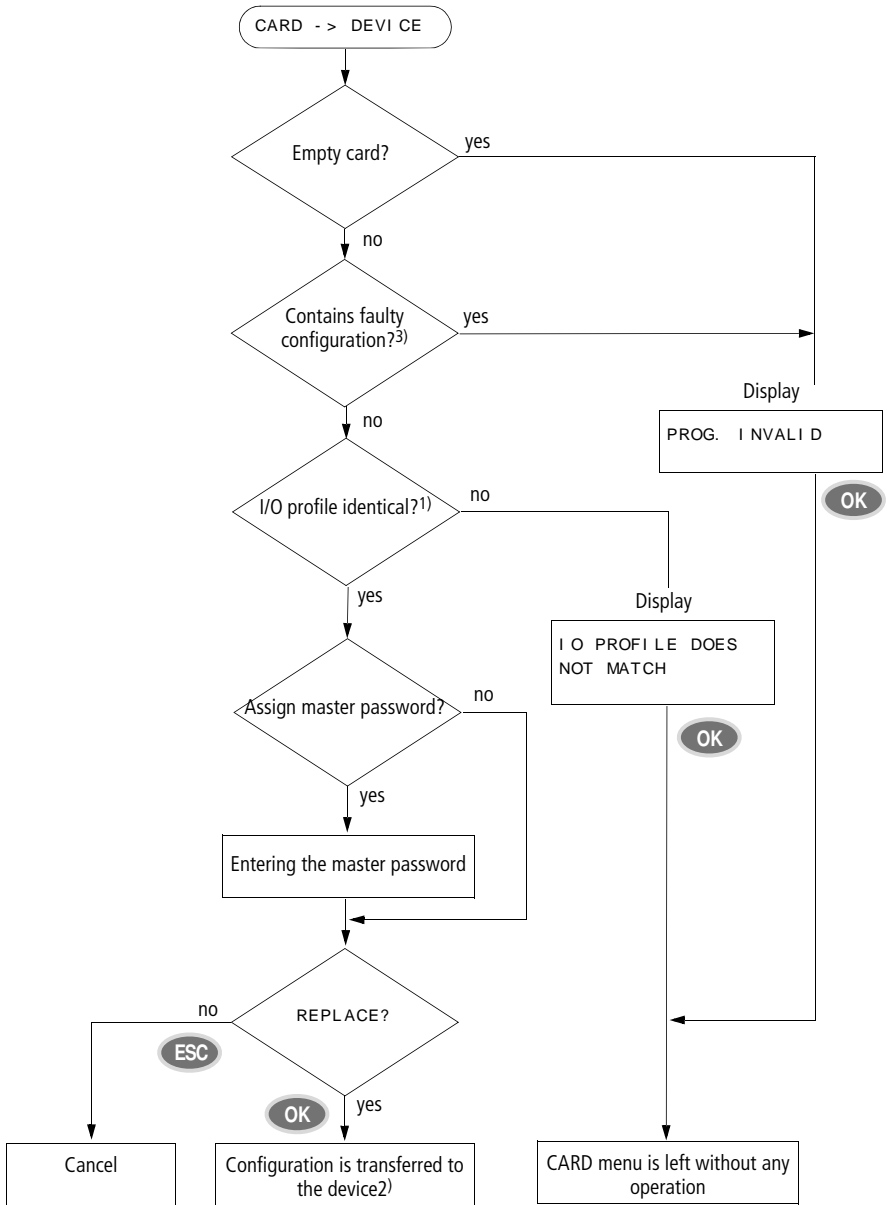 CARD -> DEVICE
Empty card?
yes
no
Contains faulty
configuration?3)
yes
no
Display
PROG. INVALID
OK
I/O profile identical?1)
no
yes
Display
IO PROFILE DOES
NOT MATCH
OK
Assign master password?
no
yes
Entering the master password
REPLACE?
no
ESC
OK
yes
Cancel
Configuration is transferred to
the device2)
CARD menu is left without any
operation